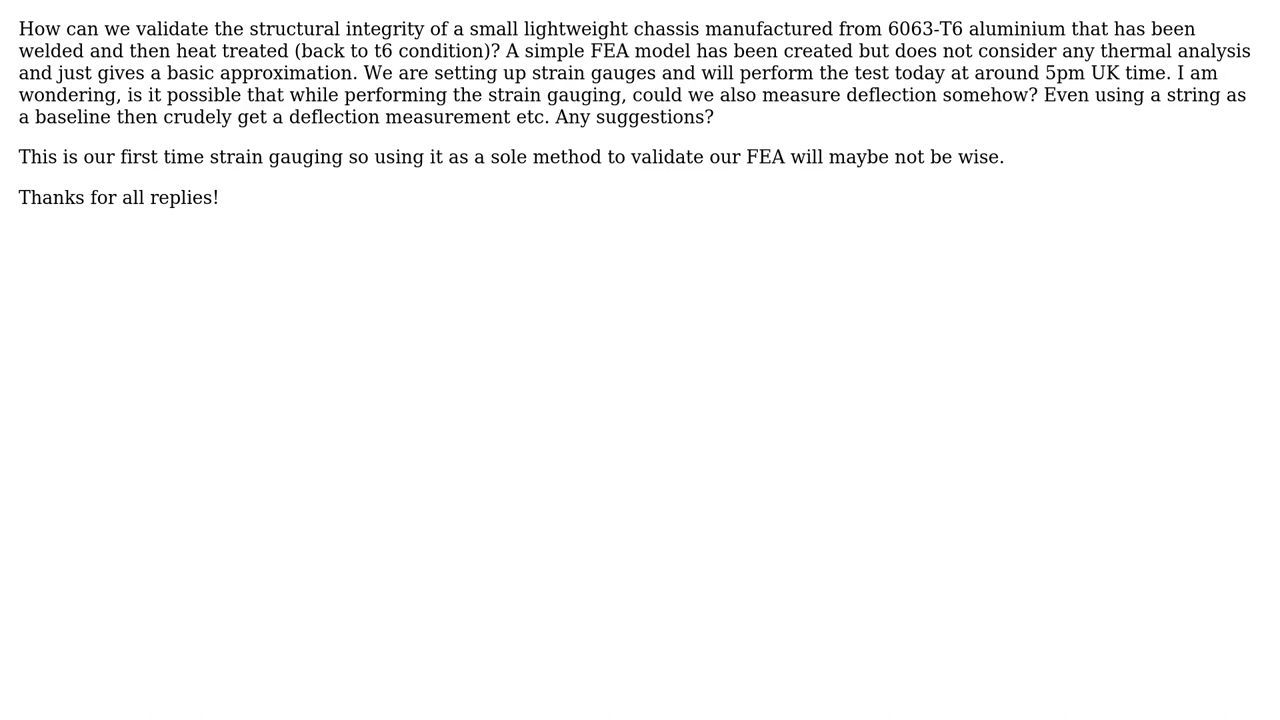 How can we validate the structural integrity of a small lightweight chassis manufactured from 6063-T6 aluminium that has been
welded and then heat treated (back to t6 condition)? A simple FEA model has been created but does not consider any thermal analysis
and just gives a basic approximation. We are setting up strain gauges and will perform the test today at around 5pm UK time. I am
wondering, is it possible that while performing the strain gauging, could we also measure deflection somehow? Even using a string as
a baseline then crudely get a deflection measurement etc. Any suggestions?
This is our first time strain gauging so using it as a sole method to validate our FEA will maybe not be wise.
Thanks for all replies!